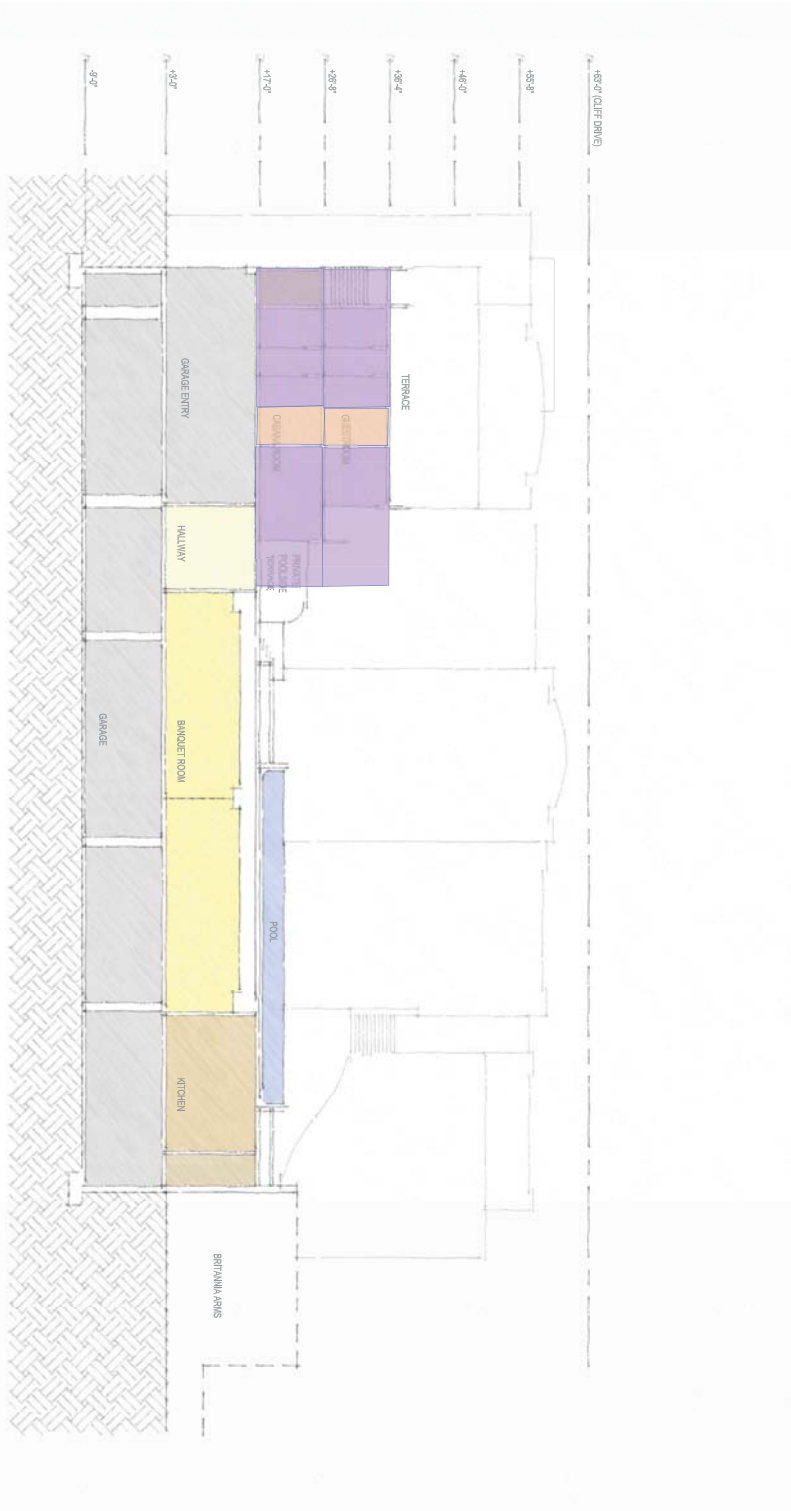 +63'-0" (CLIFF DRIVE)
+55'-8"
+46'-0"
+36'-4"
+26'-8"
+17'-0"
+3'-0"
-9'-0"
TERRACE
GUESTROOM
CABANA ROOM
PRIVATE
POOLSIDE
TERRACE
GARAGE ENTRY
HALLWAY
BANQUET ROOM
POOL
KITCHEN
GARAGE
BRITANNIA ARMS